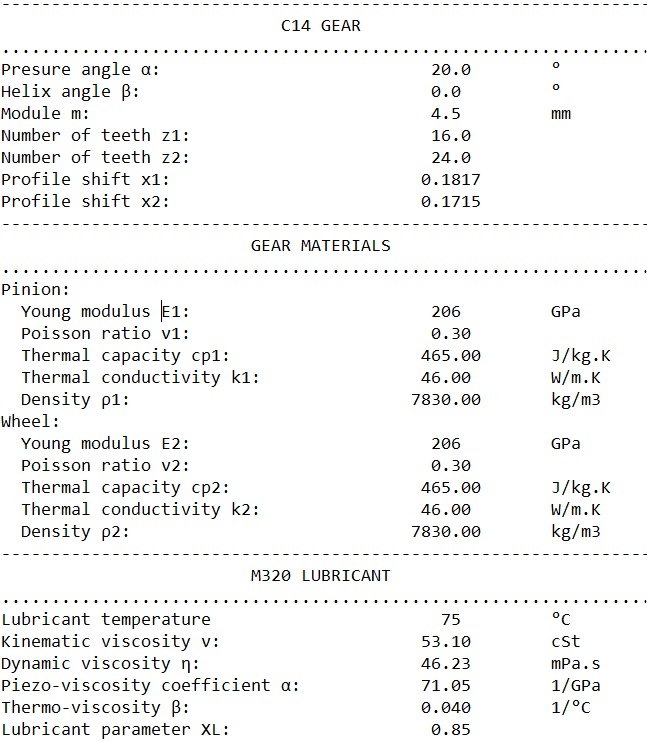 C14 GEAR
Presure angle α: 20.0 °
Helix angle β: 0.0 °
Module m: 4.5 mm
Number of teeth z1: 16.0
Number of teeth z2: 24.0
Profile shift x1: 0.1817
Profile shift x2: 0.1715
GEAR MATERIALS
Pinion:
Young modulus E1: 206 GPa
Poisson ratio ν1: 0.30
Thermal capacity cp1: 465.00 J/kg.K
Thermal conductivity k1: 46.00 W/m.K
Density ρ1: 7830.00 kg/m3
Wheel:
Young modulus E2: 206 GPa
Poisson ratio ν2: 0.30
Thermal capacity cp2: 465.00 J/kg.K
Thermal conductivity k2: 46.00 W/m.K
Density ρ2: 7830.00 kg/m3
M320 LUBRICANT
Lubricant temperature 75 °C
Kinematic viscosity ν: 53.10 cSt
Dynamic viscosity η: 46.23 mPa.s
Piezo-viscosity coefficient α: 71.05 1/GPa
Thermo-viscosity β: 0.040 1/°C
Lubricant parameter XL: 0.85